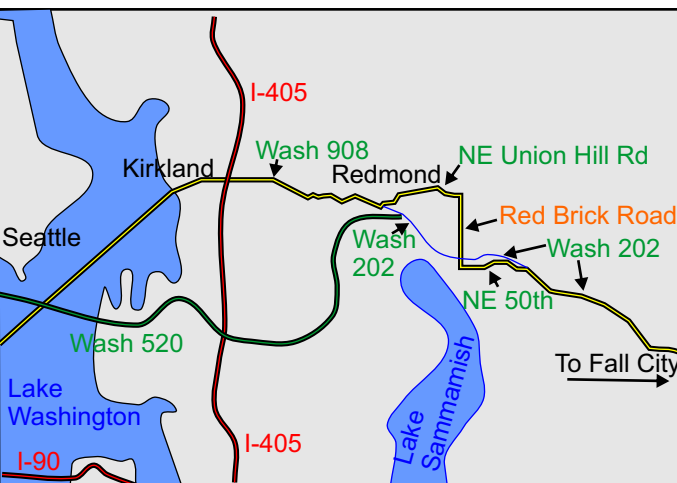 I-405
Wash 908
Kirkland
Redmond
NE Union Hill Rd
Red Brick Road
Seattle
Wash
202
Wash 202
NE 50th
Wash 520
To Fall City
Lake
Washington
Lake
Sammamish
I-405
I-90